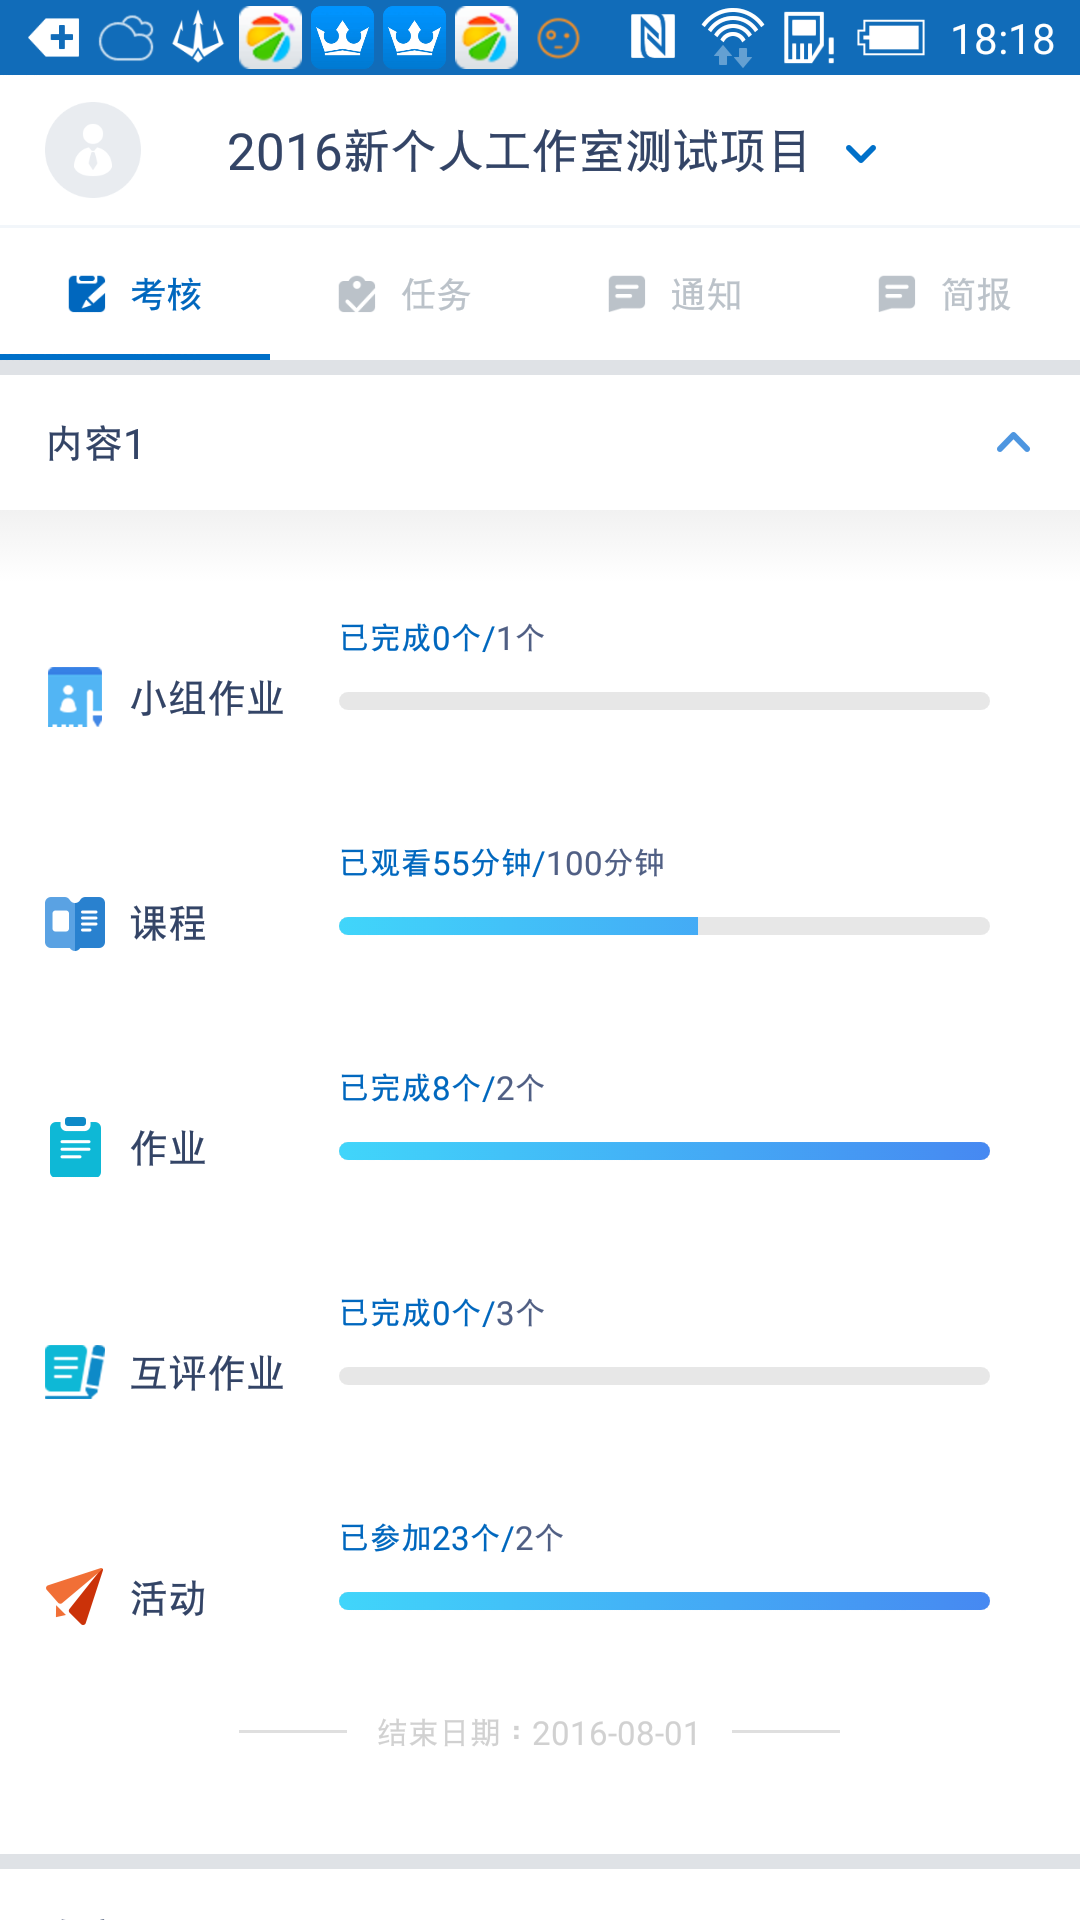 18:18
2016新个人工作室测试项目
考核 任务 通知 简报
内容1
已完成0个/1个
小组作业
已观看55分钟/100分钟
课程
已完成8个/2个
作业
已完成0个/3个
互评作业
已参加23个/2个
活动
结束日期：2016-08-01